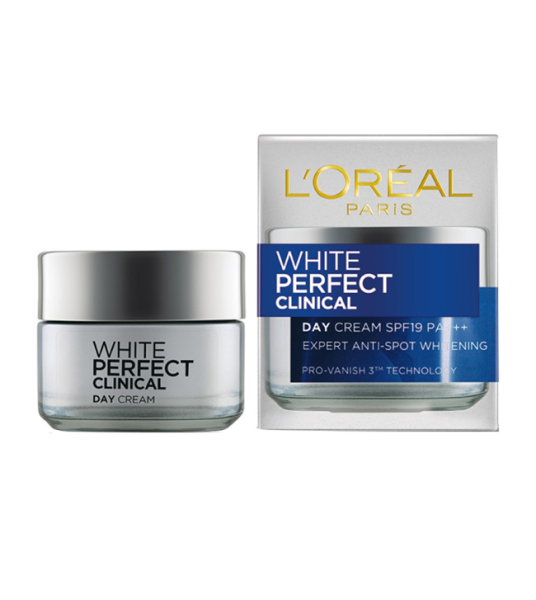 WHITE
PERFECT
CLINICAL
DAY CREAM
L'ORÉAL
PARIS
WHITE
PERFECT
CLINICAL
DAY CREAM SPF19 PA+++
EXPERT ANTI-SPOT WHITENING
PRO-VANISH 3™ TECHNOLOGY